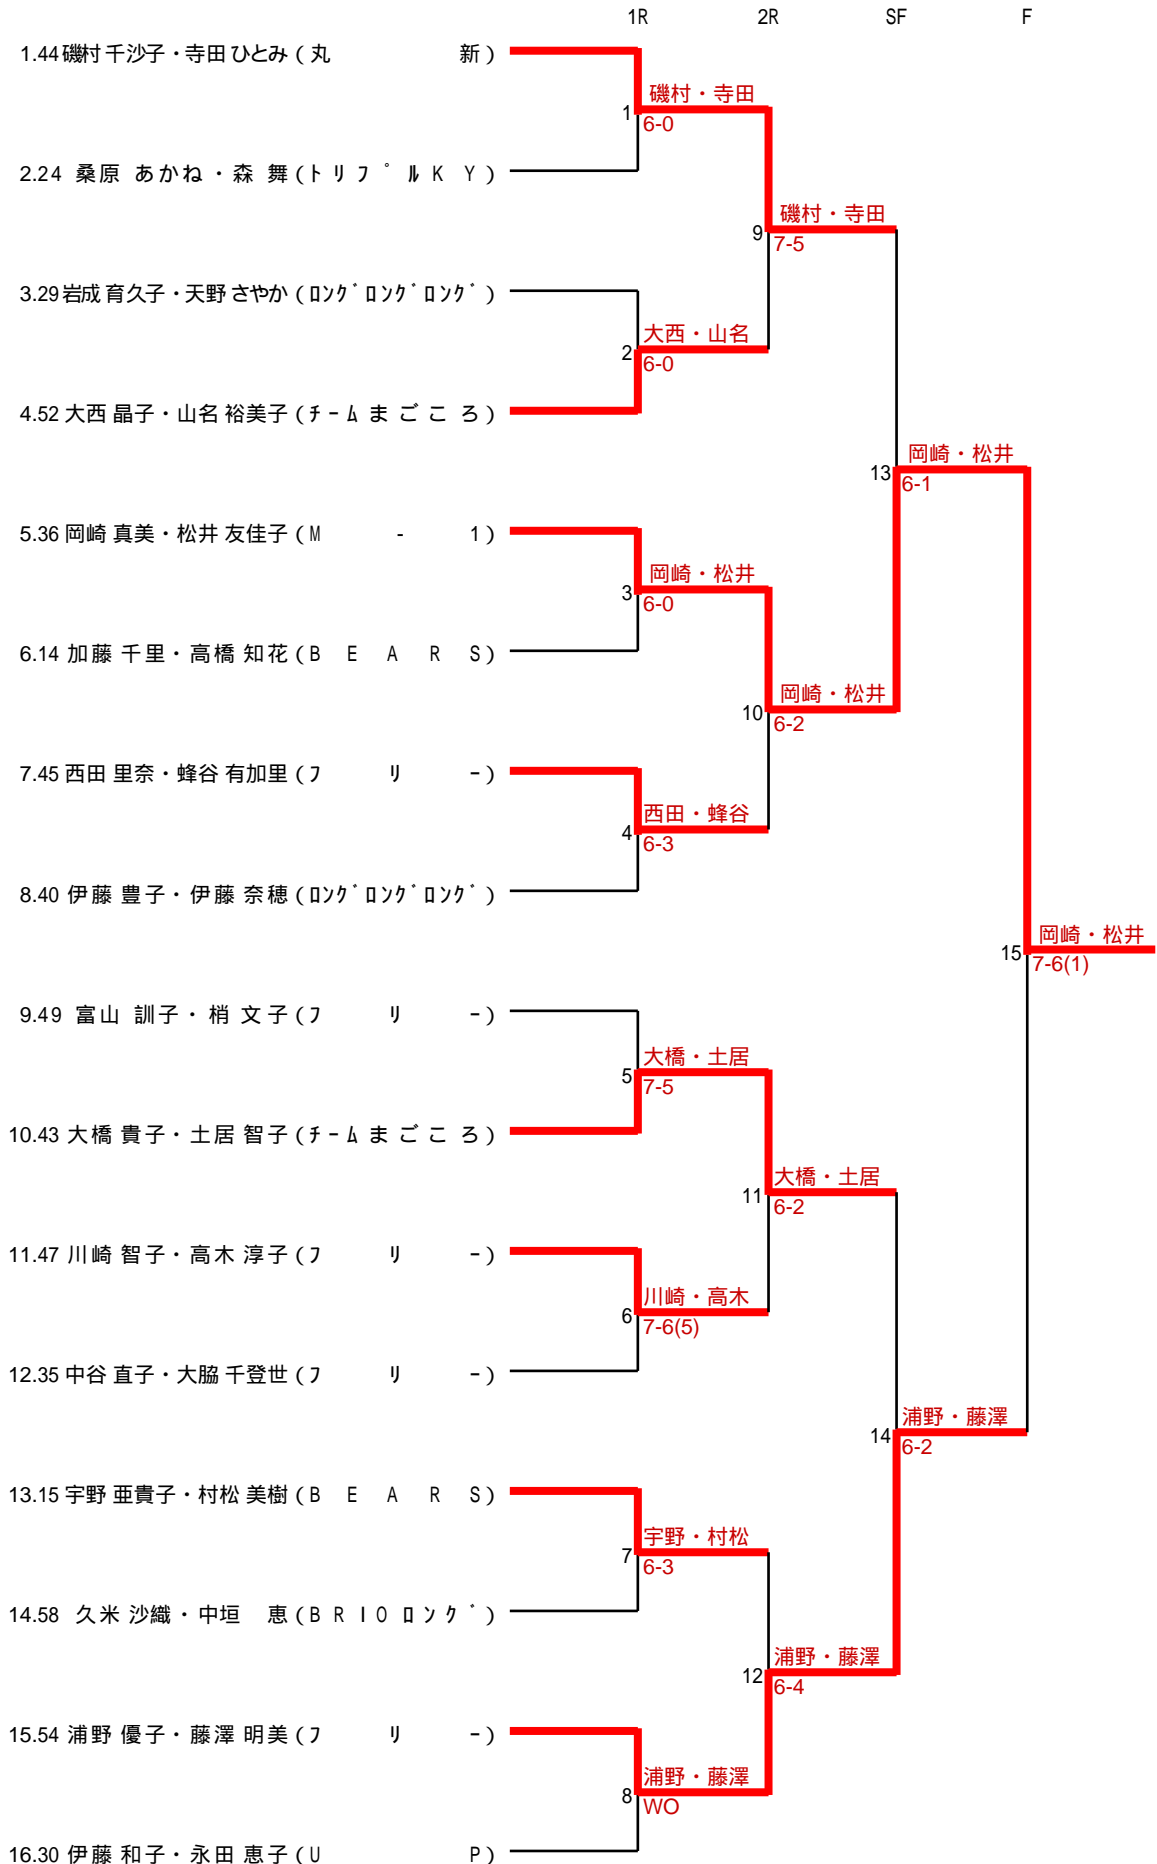 1R 2R SF F
1.44 磯村 千沙子・寺田 ひとみ (丸 新)
磯村・寺田
1
6-0
2.24 桑原 あかね・森 舞 (ﾄﾘﾌﾟﾙKY)
磯村・寺田
9
7-5
3.29 岩成 育久子・天野 さやか (ﾛﾝｸﾞﾛﾝｸﾞﾛﾝｸﾞ)
大西・山名
2
6-0
4.52 大西 晶子・山名 裕美子 (ﾁｰﾑまごころ)
岡崎・松井
13
6-1
5.36 岡崎 真美・松井 友佳子 (M - 1)
岡崎・松井
3
6-0
6.14 加藤 千里・高橋 知花 (B E A R S)
岡崎・松井
10
6-2
7.45 西田 里奈・蜂谷 有加里 (ﾌ ﾘ ｰ)
西田・蜂谷
4
6-3
8.40 伊藤 豊子・伊藤 奈穂 (ﾛﾝｸﾞﾛﾝｸﾞﾛﾝｸﾞ)
岡崎・松井
15
7-6(1)
9.49 富山 訓子・梢 文子 (ﾌ ﾘ ｰ)
大橋・土居
5
7-5
10.43 大橋 貴子・土居 智子 (ﾁｰﾑまごころ)
大橋・土居
11
6-2
11.47 川崎 智子・高木 淳子 (ﾌ ﾘ ｰ)
川崎・高木
6
7-6(5)
12.35 中谷 直子・大脇 千登世 (ﾌ ﾘ ｰ)
浦野・藤澤
14
6-2
13.15 宇野 亜貴子・村松 美樹 (B E A R S)
宇野・村松
7
6-3
14.58 久米 沙織・中垣 恵 (BRIOﾛﾝｸﾞ)
浦野・藤澤
12
6-4
15.54 浦野 優子・藤澤 明美 (ﾌ ﾘ ｰ)
浦野・藤澤
8
WO
16.30 伊藤 和子・永田 恵子 (U P)